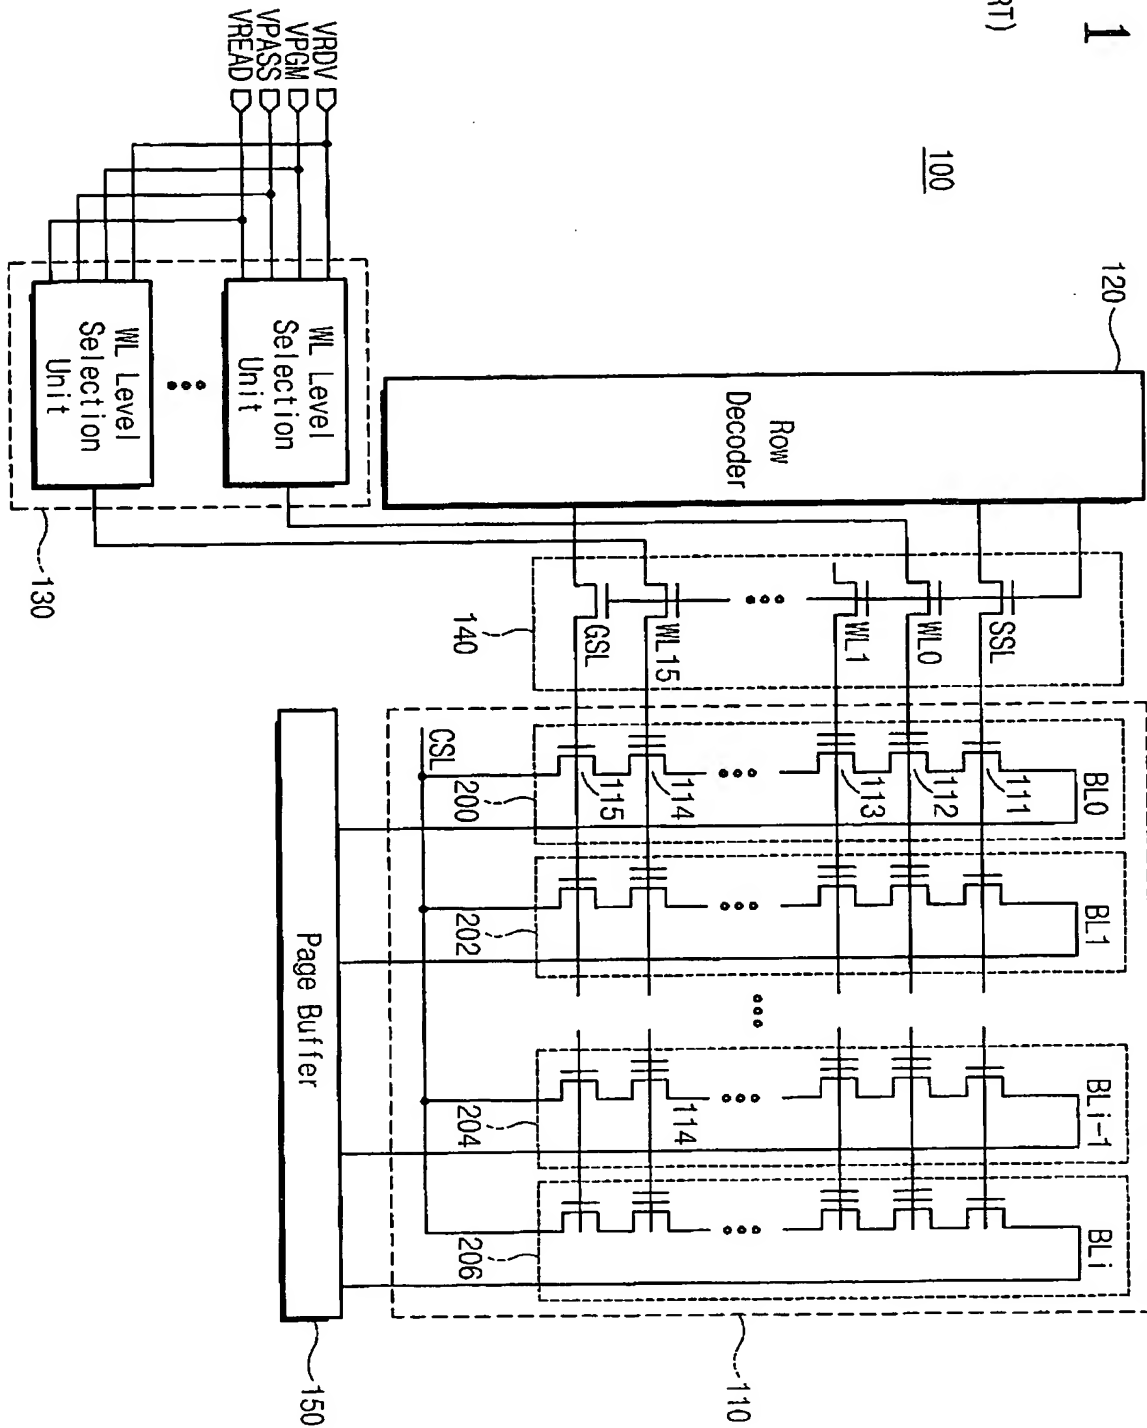 1
RT)
100
120
Row
Decoder
VRDV
VPGM
VPASS
VREAD
WL Level
Selection
Unit
WL Level
Selection
Unit
130
140
SSL
WL0
WL1
WL15
GSL
BL0
111
112
113
114
115
200
CSL
BL1
202
BLi-1
114
204
BLi
206
110
Page Buffer
150